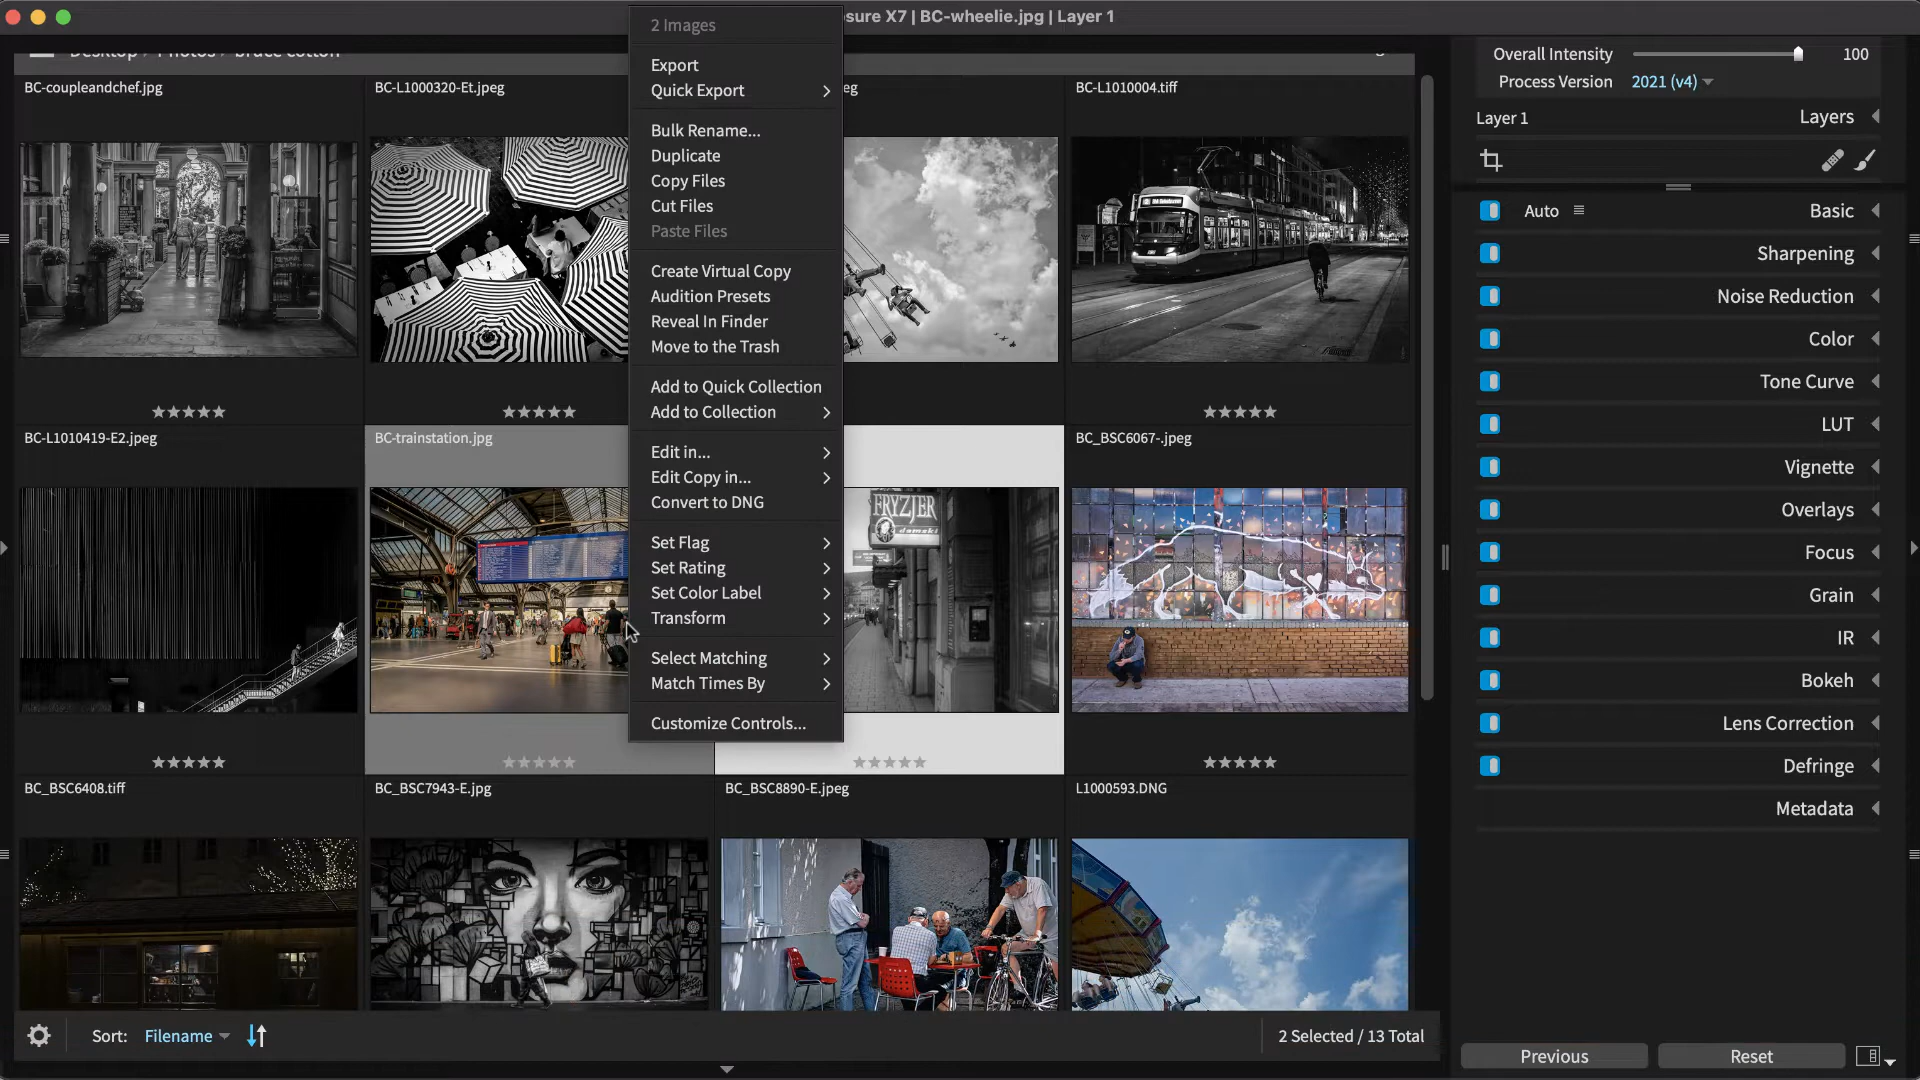 sure X7 | BC-wheelie.jpg | Layer 1
Desktop / Photos / bruce cotton
2 Images
Export
Quick Export
Bulk Rename...
Duplicate
Copy Files
Cut Files
Paste Files
Create Virtual Copy
Audition Presets
Reveal In Finder
Move to the Trash
Add to Quick Collection
Add to Collection
Edit in...
Edit Copy in...
Convert to DNG
Set Flag
Set Rating
Set Color Label
Transform
Select Matching
Match Times By
Customize Controls...
BC-coupleandchef.jpg
BC-L1000320-Et.jpeg
eg
BC-L1010004.tiff
BC-L1010419-E2.jpeg
BC-trainstation.jpg
FRYZJER
damski
BC_BSC6067-.jpeg
BC_BSC6408.tiff
BC_BSC7943-E.jpg
BC_BSC8890-E.jpeg
L1000593.DNG
Sort: Filename
2 Selected / 13 Total
Overall Intensity 100
Process Version 2021 (v4)
Layer 1 Layers
Auto Basic
Sharpening
Noise Reduction
Color
Tone Curve
LUT
Vignette
Overlays
Focus
Grain
IR
Bokeh
Lens Correction
Defringe
Metadata
Previous Reset